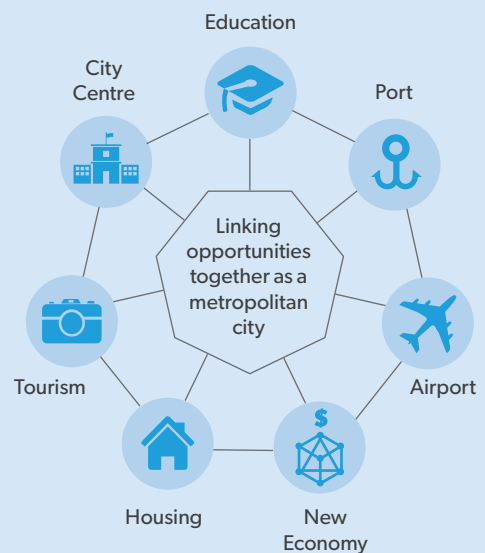 Education
City
Centre
Port
Linking
opportunities
together as a
metropolitan
city
Tourism
Airport
$
Housing
New
Economy